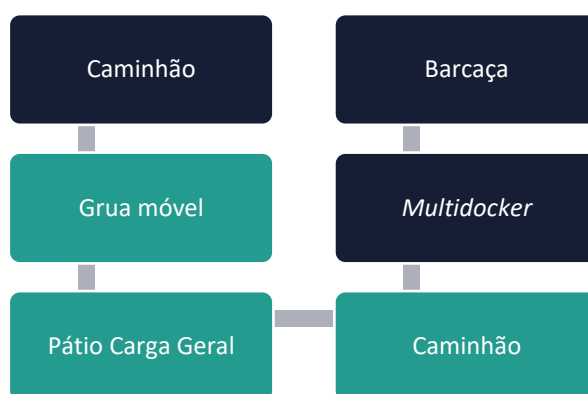 Caminhão
Grua móvel
Pátio Carga Geral
Caminhão
Multidocker
Barcaça